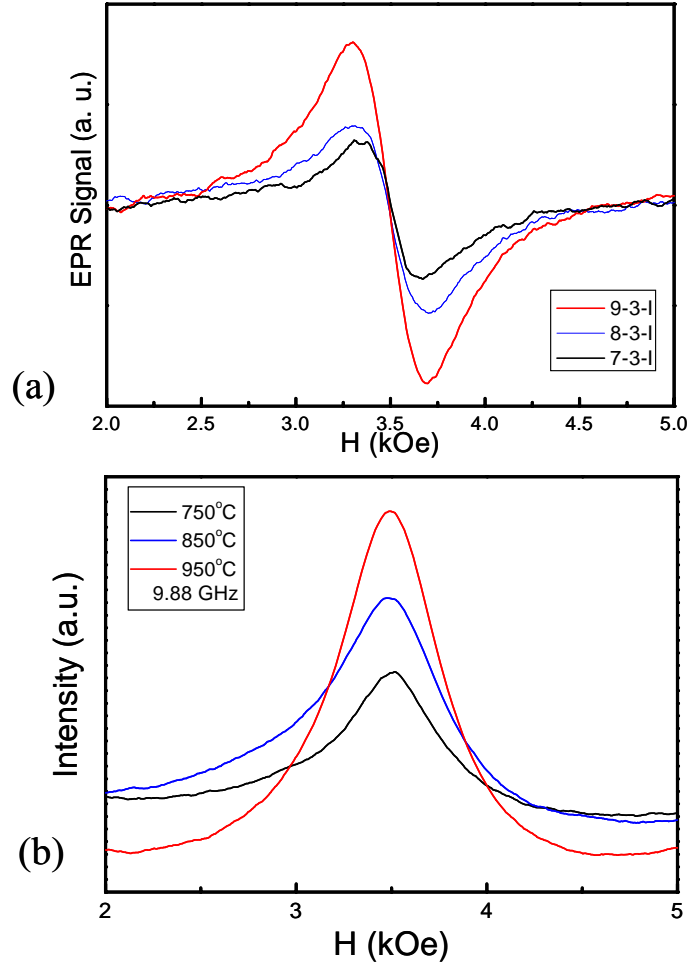 EPR Signal (a. u.)
9-3-I
8-3-I
7-3-I
(a)
2.0 2.5 3.0 3.5 4.0 4.5 5.0
H (kOe)
750°C
850°C
950°C
9.88 GHz
Intensity (a.u.)
(b)
2 3 4 5
H (kOe)